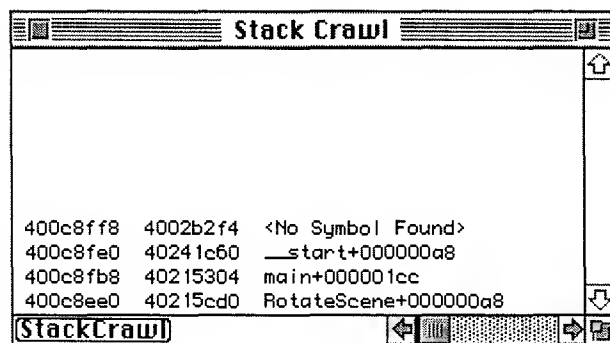 Stack Crawl
400c8ff8 4002b2f4 <No Symbol Found>
400c8fe0 40241c60 __start+000000a8
400c8fb8 40215304 main+000001cc
400c8ee0 40215cd0 RotateScene+000000a8
StackCrawl